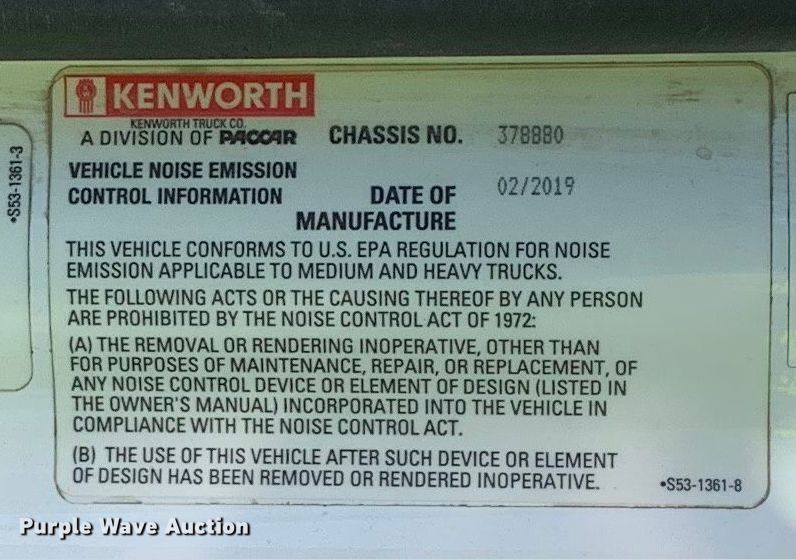 KENWORTH
KENWORTH TRUCK CO.
A DIVISION OF PACCAR
CHASSIS NO. 378880
VEHICLE NOISE EMISSION
CONTROL INFORMATION
DATE OF
MANUFACTURE
02/2019
THIS VEHICLE CONFORMS TO U.S. EPA REGULATION FOR NOISE
EMISSION APPLICABLE TO MEDIUM AND HEAVY TRUCKS.
THE FOLLOWING ACTS OR THE CAUSING THEREOF BY ANY PERSON
ARE PROHIBITED BY THE NOISE CONTROL ACT OF 1972:
(A) THE REMOVAL OR RENDERING INOPERATIVE, OTHER THAN
FOR PURPOSES OF MAINTENANCE, REPAIR, OR REPLACEMENT, OF
ANY NOISE CONTROL DEVICE OR ELEMENT OF DESIGN (LISTED IN
THE OWNER'S MANUAL) INCORPORATED INTO THE VEHICLE IN
COMPLIANCE WITH THE NOISE CONTROL ACT.
(B) THE USE OF THIS VEHICLE AFTER SUCH DEVICE OR ELEMENT
OF DESIGN HAS BEEN REMOVED OR RENDERED INOPERATIVE.
•S53-1361-8
•S53-1361-3
Purple Wave Auction